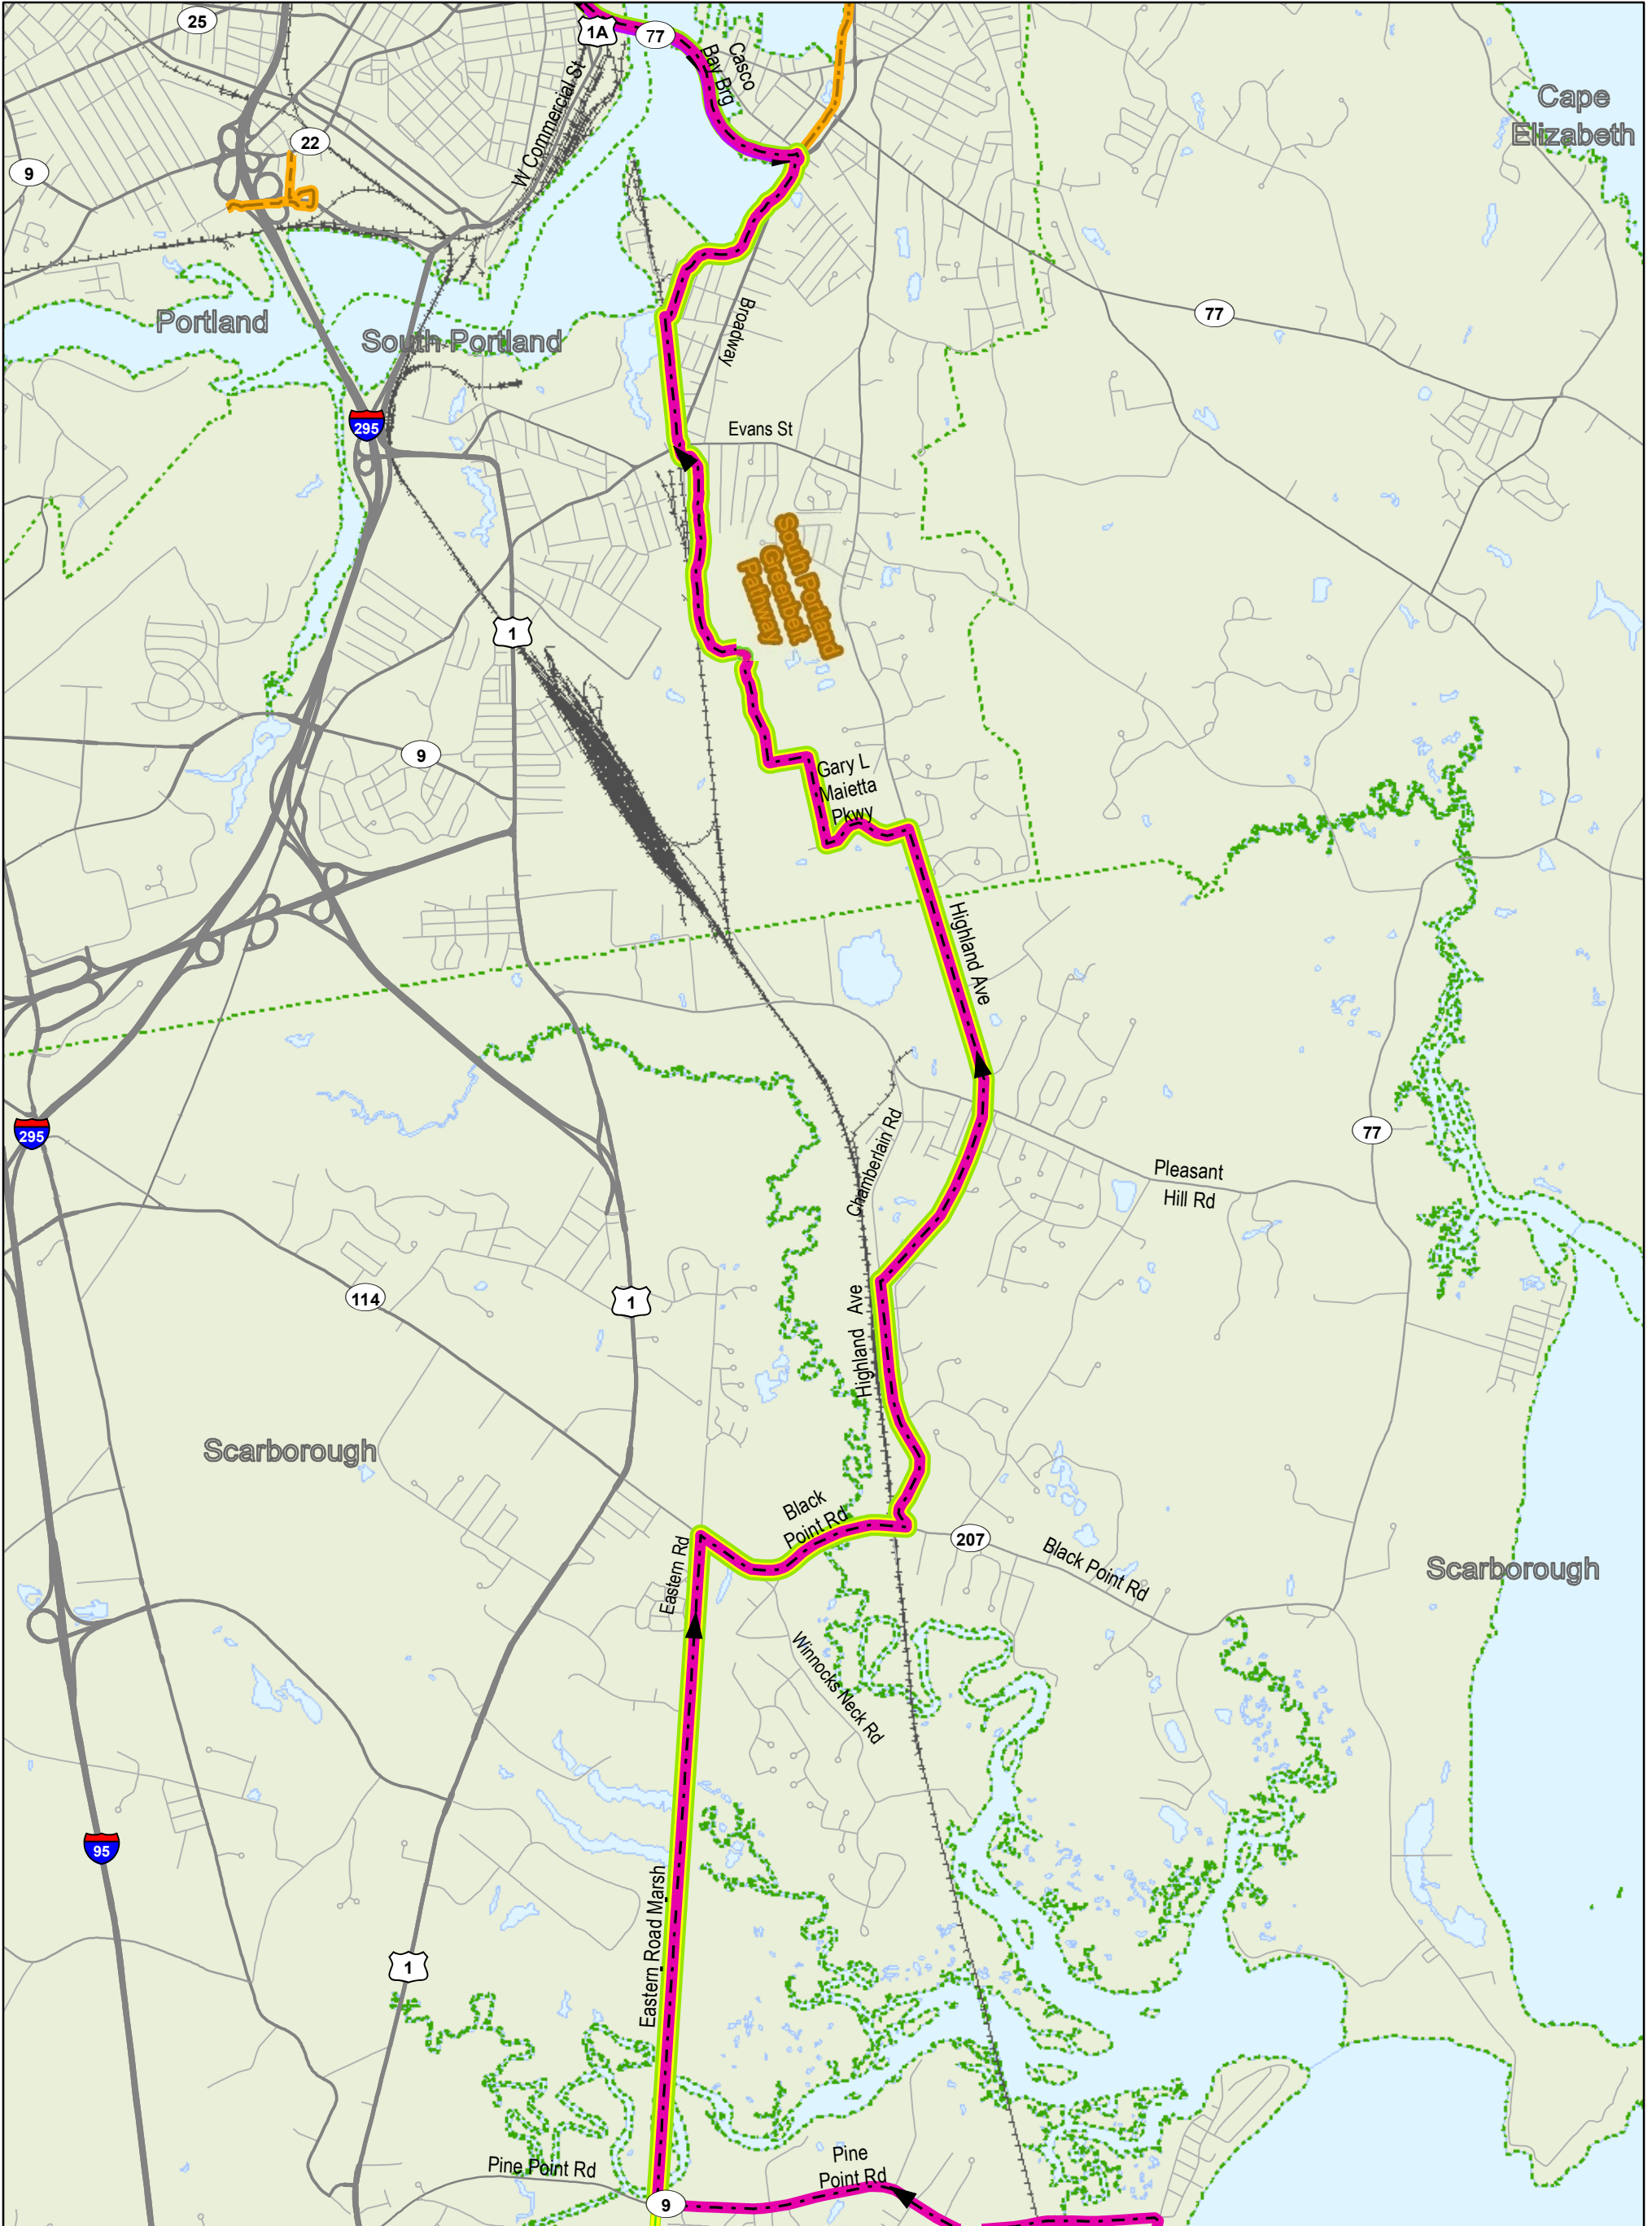 25
1A
77
Casco
Bay Brg
Cape
Elizabeth
W Commercial St
22
9
77
Portland
South Portland
Broadway
295
Evans St
South Portland
Greenbelt
Pathway
1
9
Gary L
Maietta
Pkwy
Highland Ave
295
Chamberlain Rd
77
Pleasant
Hill Rd
114
1
Highland Ave
Scarborough
Black
Point Rd
207
Black Point Rd
Scarborough
Eastern Rd
Winnocks Neck Rd
95
Eastern Road Marsh
1
Pine Point Rd
Pine
Point Rd
9